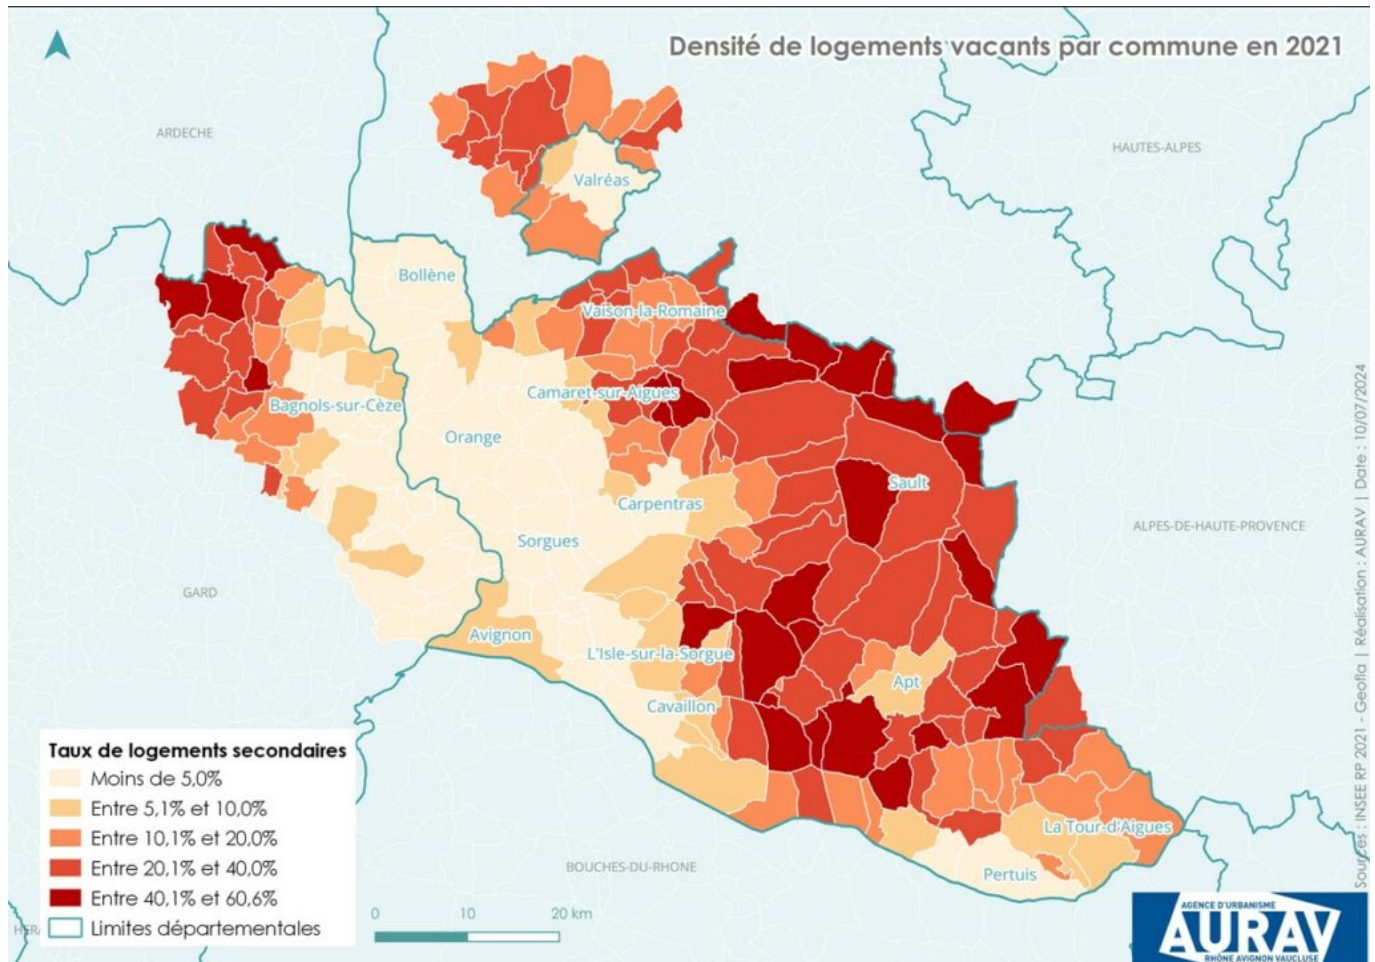 Densité de logements vacants par commune en 2021
ARDECHE
HAUTES-ALPES
Valréas
Bollène
Vaison-la-Romaine
Camaret-sur-Aigues
Bagnols-sur-Cèze
Orange
Sault
Carpentras
ALPES-DE-HAUTE-PROVENCE
Sorgues
GARD
Avignon
L'Isle-sur-la-Sorgue
Apt
Cavaillon
La Tour-d'Aigues
BOUCHES-DU-RHONE
Pertuis
Taux de logements secondaires
Moins de 5,0%
Entre 5,1% et 10,0%
Entre 10,1% et 20,0%
Entre 20,1% et 40,0%
Entre 40,1% et 60,6%
Limites départementales
0 10 20 km
Sources : INSEE RP 2021 - Geofla | Réalisation : AURAV | Date : 10/07/2024
AGENCE D'URBANISME
AURAV
RHÔNE AVIGNON VAUCLUSE